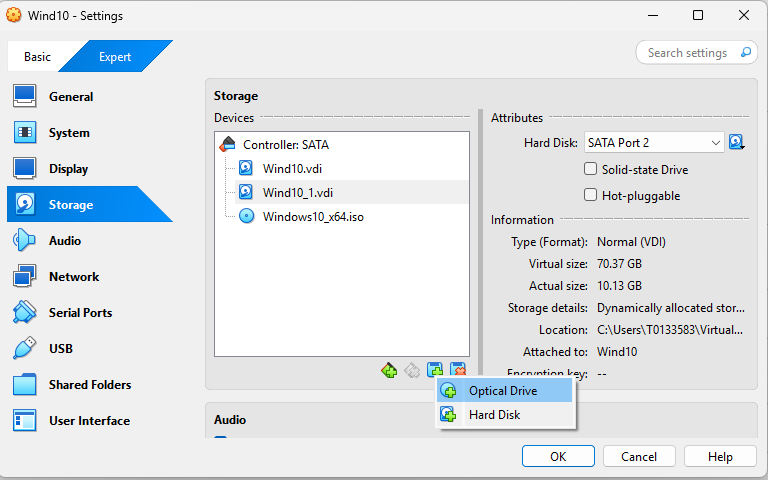 Wind10 - Settings
Basic
Expert
Search settings
General
System
Display
Storage
Audio
Network
Serial Ports
USB
Shared Folders
User Interface
Storage
Devices
Controller: SATA
Wind10.vdi
Wind10_1.vdi
Windows10_x64.iso
Attributes
Hard Disk: SATA Port 2
Solid-state Drive
Hot-pluggable
Information
Type (Format): Normal (VDI)
Virtual size: 70.37 GB
Actual size: 10.13 GB
Storage details: Dynamically allocated stor...
Location: C:\Users\T0133583\Virtual...
Attached to: Wind10
Encryption key: --
Optical Drive
Hard Disk
Audio
OK
Cancel
Help